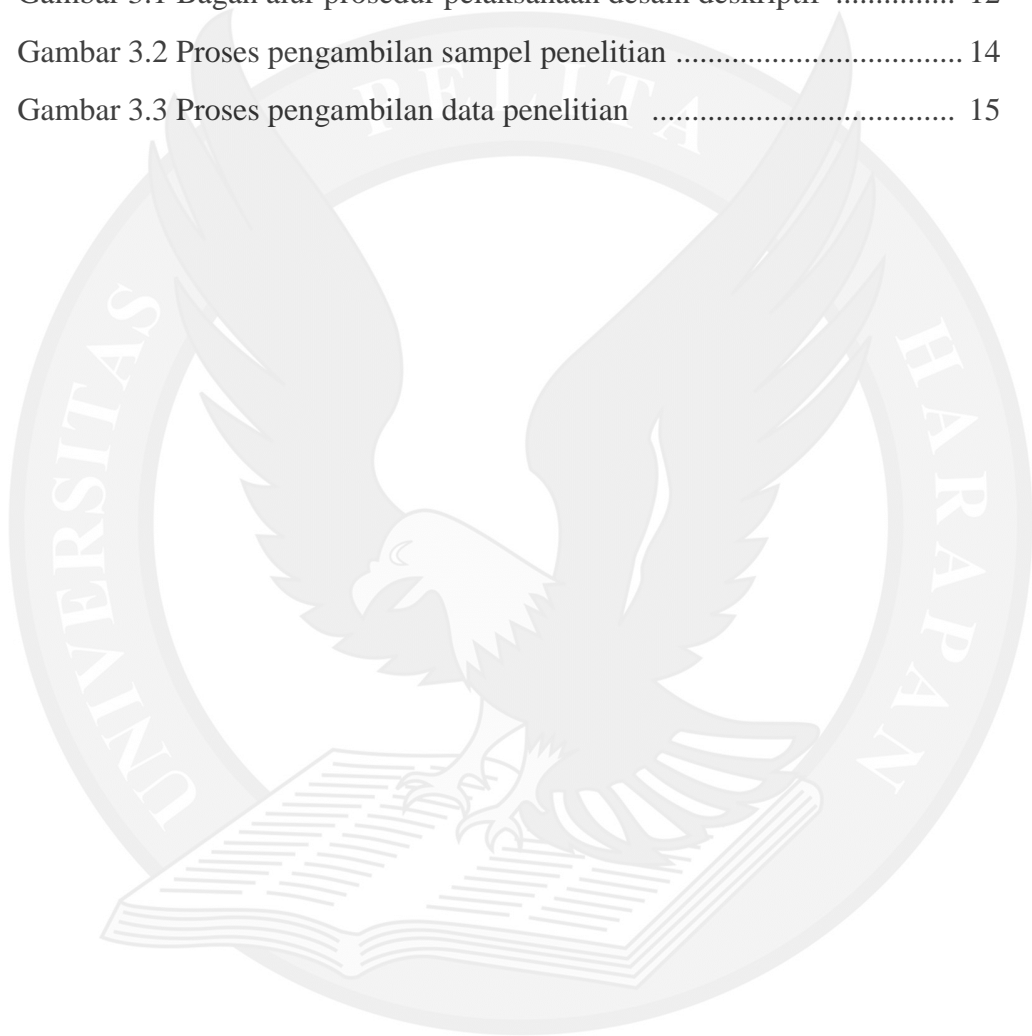 Gambar 3.1 Bagan alur prosedur pelaksanaan desain deskriptif .............. 12
Gambar 3.2 Proses pengambilan sampel penelitian ................................... 14
Gambar 3.3 Proses pengambilan data penelitian ..................................... 15
UNIVERSITAS PELITA HARAPAN